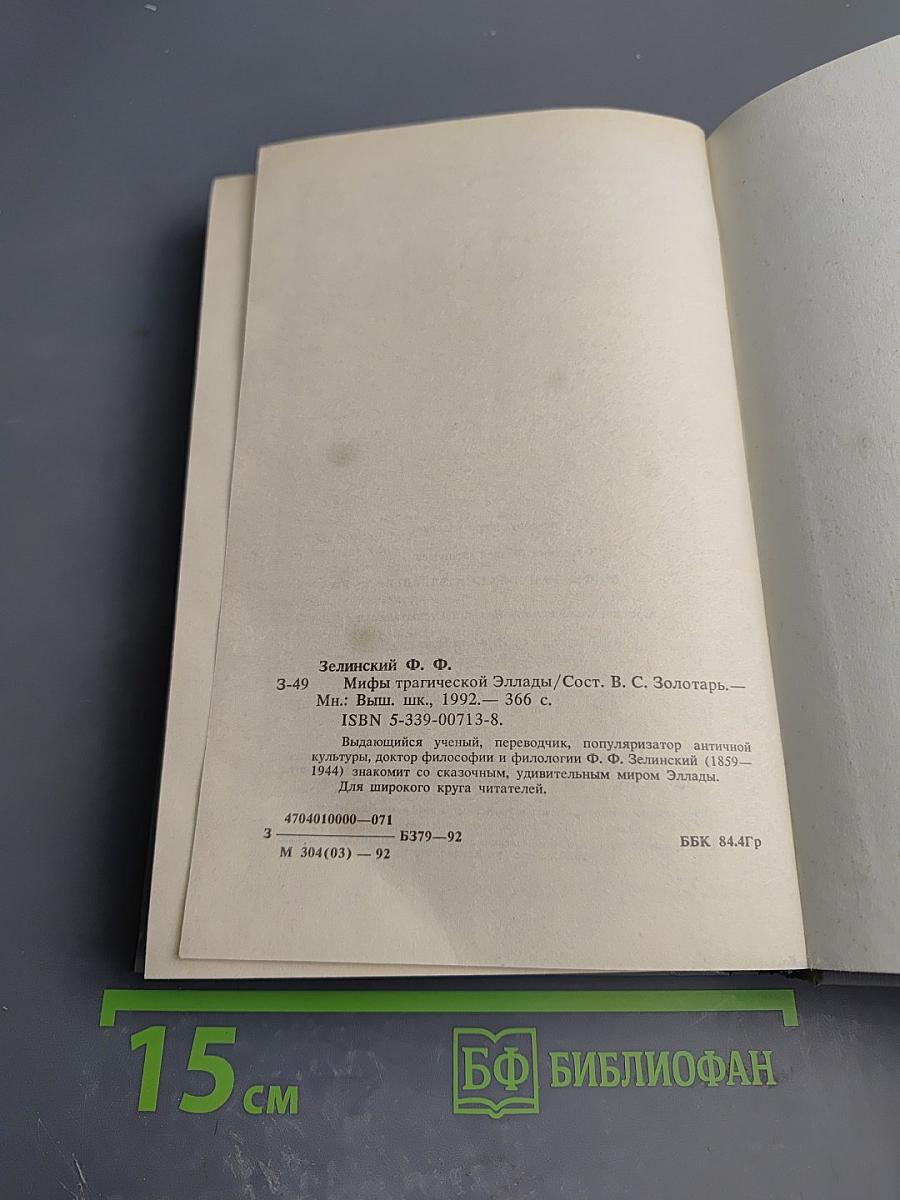 Зелинский Ф. Ф.
З-49 Мифы трагической Эллады/Сост. В. С. Золотарь.—
Мн.: Выш. шк., 1992.— 366 с.
ISBN 5-339-00713-8.
Выдающийся ученый, переводчик, популяризатор античной
культуры, доктор философии и филологии Ф. Ф. Зелинский (1859—
1944) знакомит со сказочным, удивительным миром Эллады.
Для широкого круга читателей.
4704010000—071
З БЗ79—92
М 304(03) — 92
ББК 84.4Гр
15 см
БФ БИБЛИОФАН